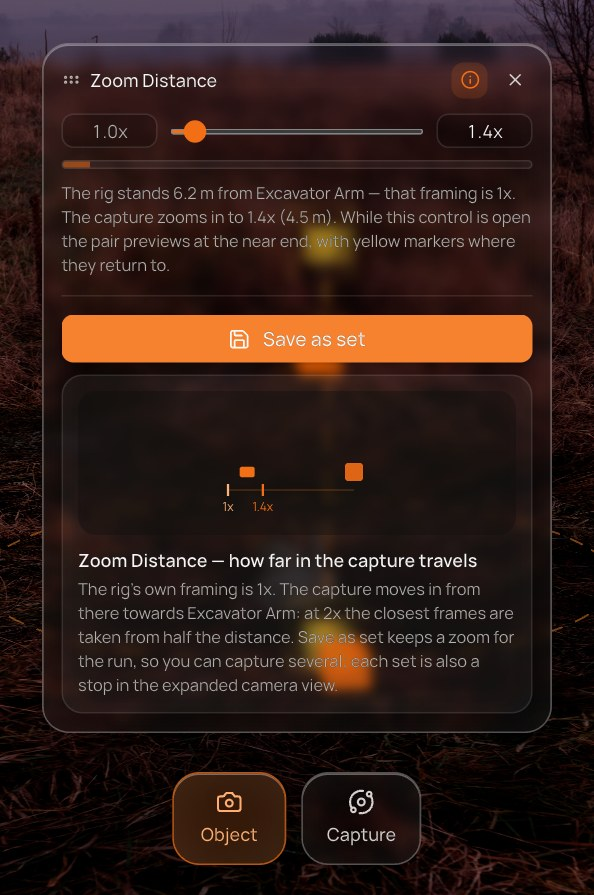 Zoom Distance
1.0x
1.4x
The rig stands 6.2 m from Excavator Arm — that framing is 1x.
The capture zooms in to 1.4x (4.5 m). While this control is open
the pair previews at the near end, with yellow markers where
they return to.
Save as set
1x
1.4x
Zoom Distance — how far in the capture travels
The rig's own framing is 1x. The capture moves in from
there towards Excavator Arm: at 2x the closest frames are
taken from half the distance. Save as set keeps a zoom for
the run, so you can capture several, each set is also a
stop in the expanded camera view.
Object
Capture